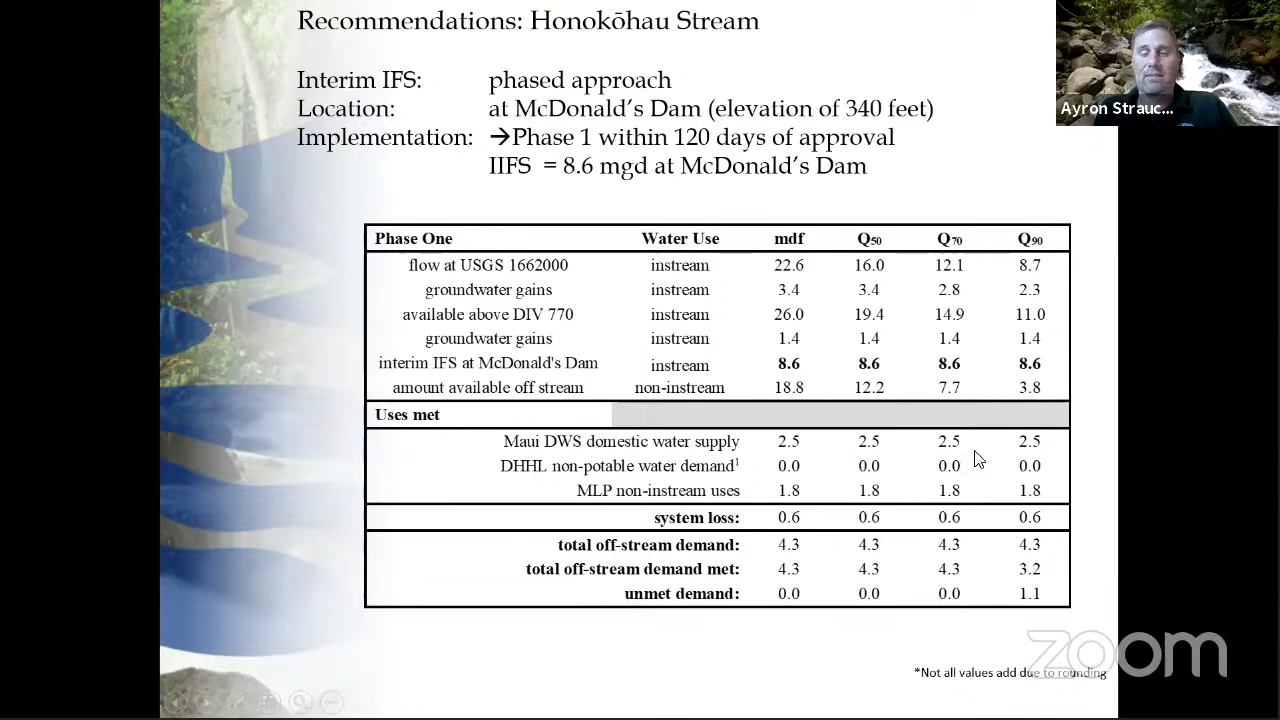 Recommendations: Honokōhau Stream
Interim IFS: phased approach
Location: at McDonald's Dam (elevation of 340 feet)
Implementation: →Phase 1 within 120 days of approval
IIFS = 8.6 mgd at McDonald's Dam
Ayron Strauc...
Phase One Water Use mdf Q50 Q70 Q90
flow at USGS 1662000 instream 22.6 16.0 12.1 8.7
groundwater gains instream 3.4 3.4 2.8 2.3
available above DIV 770 instream 26.0 19.4 14.9 11.0
groundwater gains instream 1.4 1.4 1.4 1.4
interim IFS at McDonald's Dam instream 8.6 8.6 8.6 8.6
amount available off stream non-instream 18.8 12.2 7.7 3.8
Uses met
Maui DWS domestic water supply 2.5 2.5 2.5 2.5
DHHL non-potable water demand1 0.0 0.0 0.0 0.0
MLP non-instream uses 1.8 1.8 1.8 1.8
system loss: 0.6 0.6 0.6 0.6
total off-stream demand: 4.3 4.3 4.3 4.3
total off-stream demand met: 4.3 4.3 4.3 3.2
unmet demand: 0.0 0.0 0.0 1.1
zoom
*Not all values add due to rounding